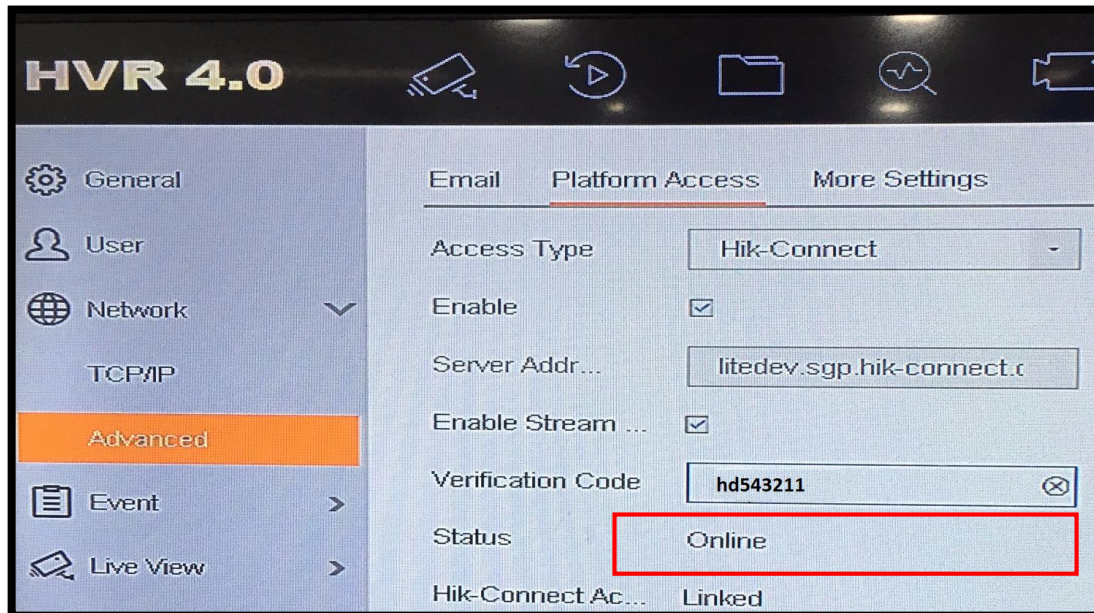 HVR 4.0
General
User
Network
TCP/IP
Advanced
Event
Live View
Email Platform Access More Settings
Access Type Hik-Connect
Enable
Server Addr... litedev.sgp.hik-connect.c
Enable Stream ...
Verification Code hd543211
Status Online
Hik-Connect Ac... Linked